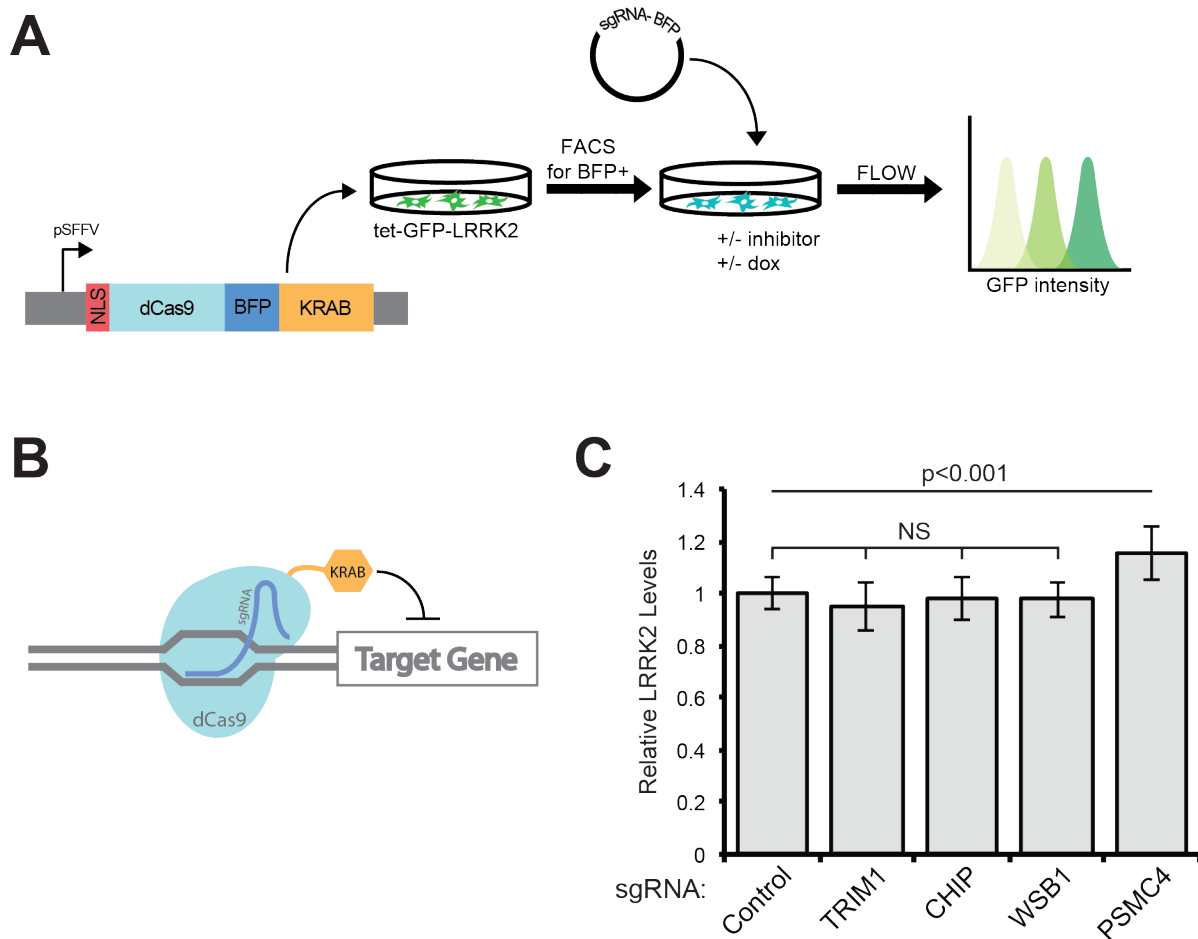 A
sgRNA-BFP
FACS
for BFP+
FLOW
pSFFV
tet-GFP-LRRK2
+/- inhibitor
+/- dox
GFP intensity
NLS
dCas9
BFP
KRAB
B
KRAB
sgRNA
Target Gene
dCas9
C
p<0.001
NS
1.4
1.2
1
0.8
0.6
0.4
0.2
0
Relative LRRK2 Levels
sgRNA:
Control
TRIM1
CHIP
WSB1
PSMC4